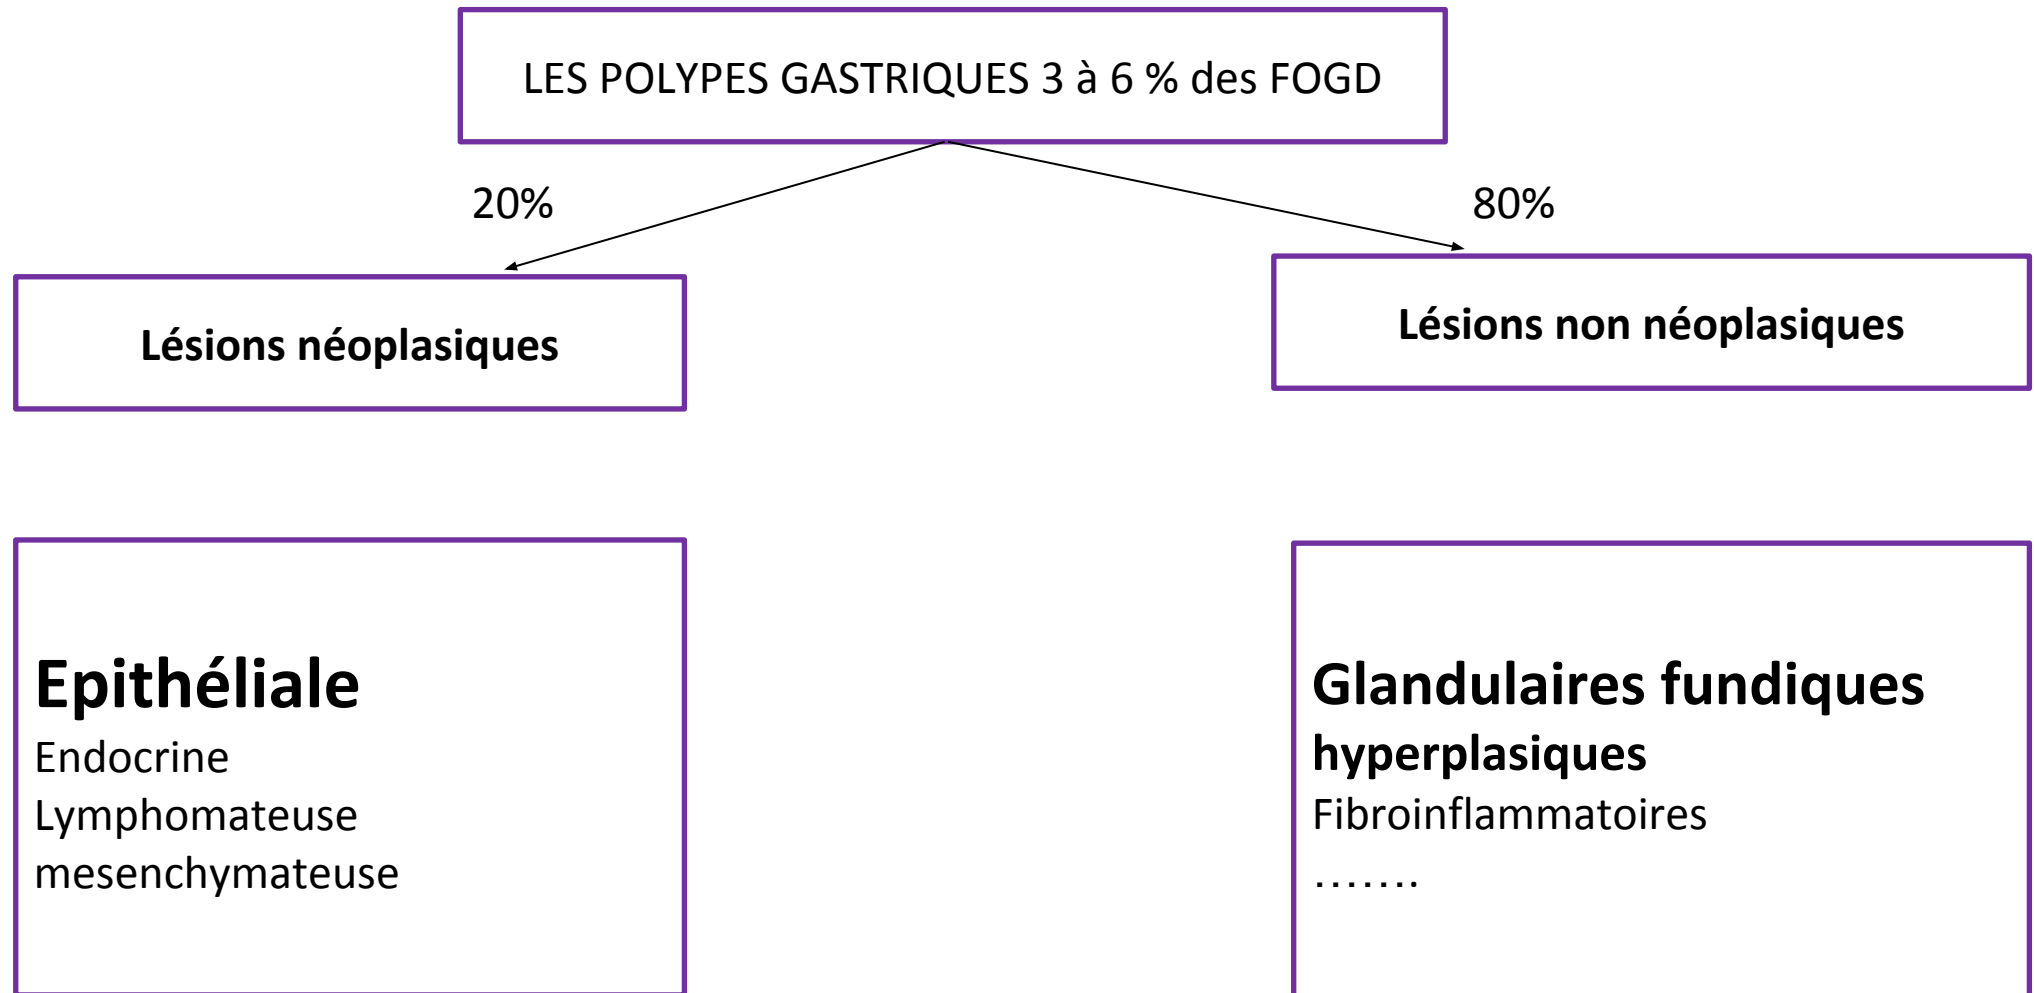 LES POLYPES GASTRIQUES 3 à 6 % des FOGD
20%
80%
Lésions néoplasiques
Lésions non néoplasiques
Epithéliale
Endocrine
Lymphomateuse
mesenchymateuse
Glandulaires fundiques
hyperplasiques
Fibroinflammatoires
…….